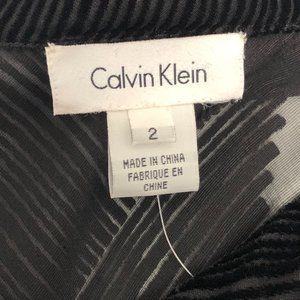 Calvin Klein
2
MADE IN CHINA
FABRIQUE EN
CHINE